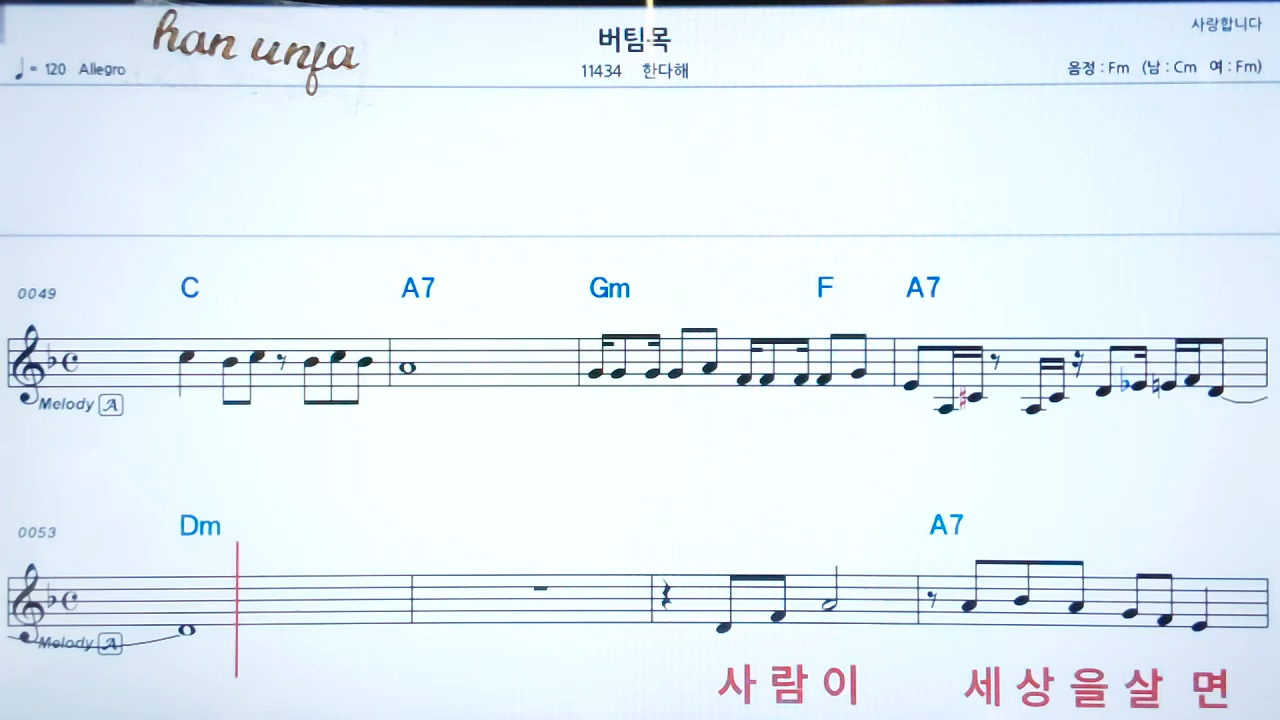 han unfa
버팀목
사랑합니다
♩= 120 Allegro
11434 한다해
음정 : Fm (남 : Cm 여 : Fm)
C A7 Gm F A7
0049
Melody A
Dm A7
0053
Melody A
사 람 이 세 상 을 살 면